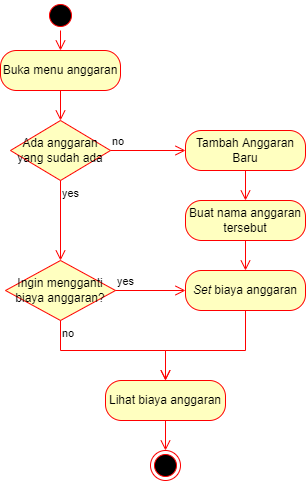 Buka menu anggaran
Ada anggaran
yang sudah ada
no
Tambah Anggaran
Baru
yes
Buat nama anggaran
tersebut
Ingin mengganti
biaya anggaran?
yes
Set biaya anggaran
no
Lihat biaya anggaran